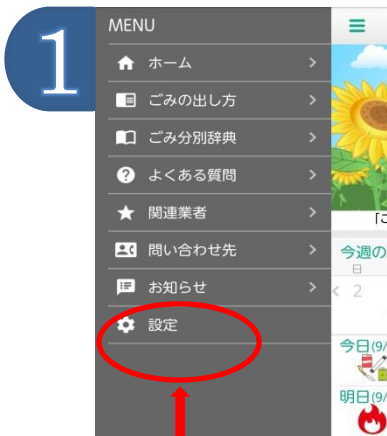 1
MENU
ホーム
ごみの出し方
ごみ分別辞典
よくある質問
関連業者
問い合わせ先
お知らせ
設定
「ご
今週の
日
2
今日(9/
明日(9/